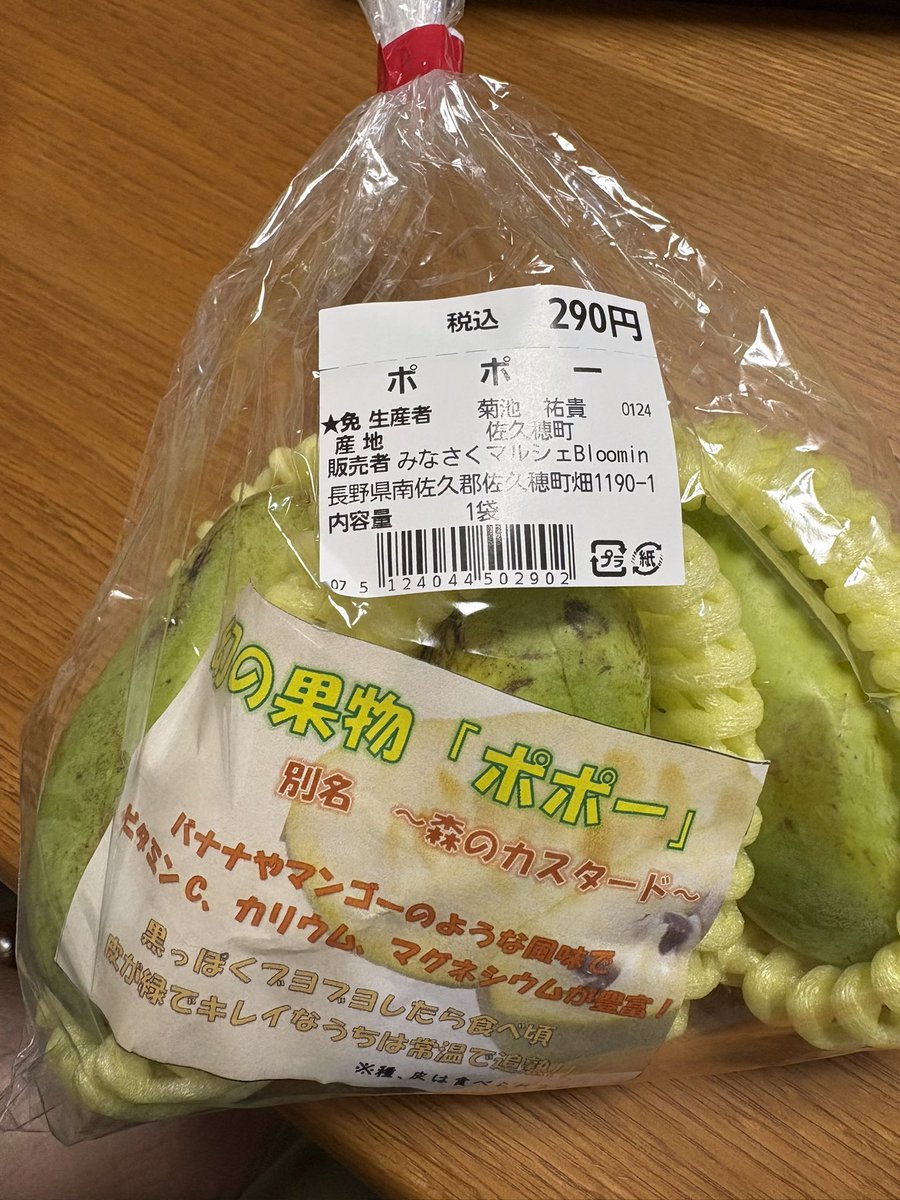 税込 290円
ポポー
★免 生産者 菊池 祐貴 0124
産地 佐久穂町
販売者 みなさくマルシェBloomin
長野県南佐久郡佐久穂町畑1190-1
内容量 1袋
07 5 124044 502902
プラ 紙
旬の果物「ポポー」
別名 ～森のカスタード～
バナナやマンゴーのような風味で
ビタミンC、カリウム、マグネシウムが豊富!
黒っぽくブヨブヨしたら食べ頃
皮が緑でキレイなうちは常温で追熟!!
※種、皮は食べ